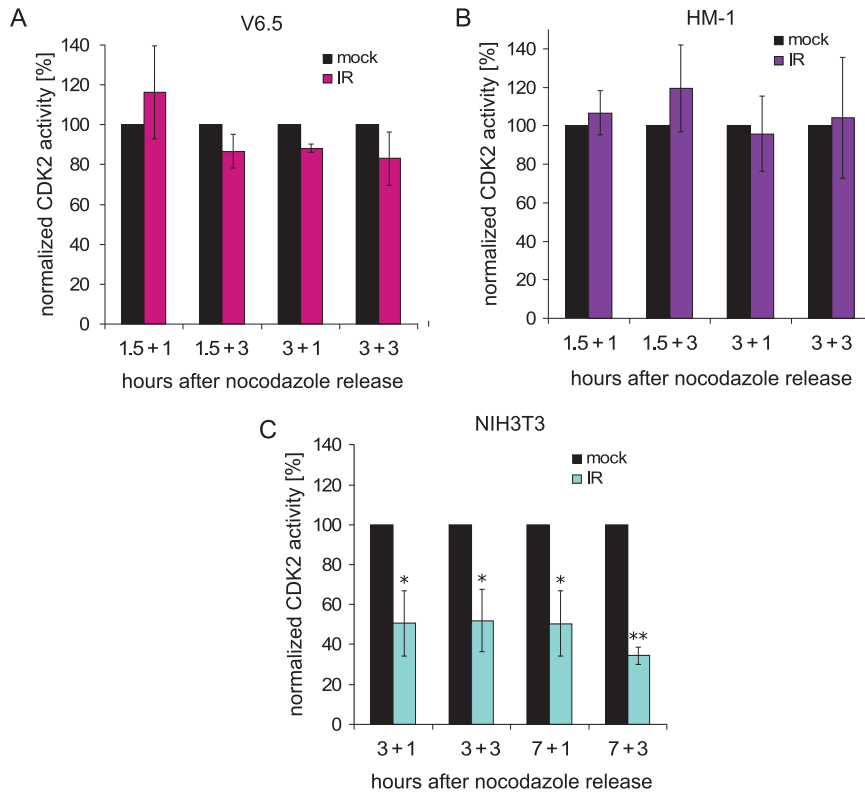 A
V6.5
normalized CDK2 activity [%]
140
120
100
80
60
40
20
0
mock
IR
1.5 + 1
1.5 + 3
3 + 1
3 + 3
hours after nocodazole release
B
HM-1
normalized CDK2 activity [%]
140
120
100
80
60
40
20
0
mock
IR
1.5 + 1
1.5 + 3
3 + 1
3 + 3
hours after nocodazole release
C
NIH3T3
normalized CDK2 activity [%]
140
120
100
80
60
40
20
0
mock
IR
*
*
*
**
3 + 1
3 + 3
7 + 1
7 + 3
hours after nocodazole release